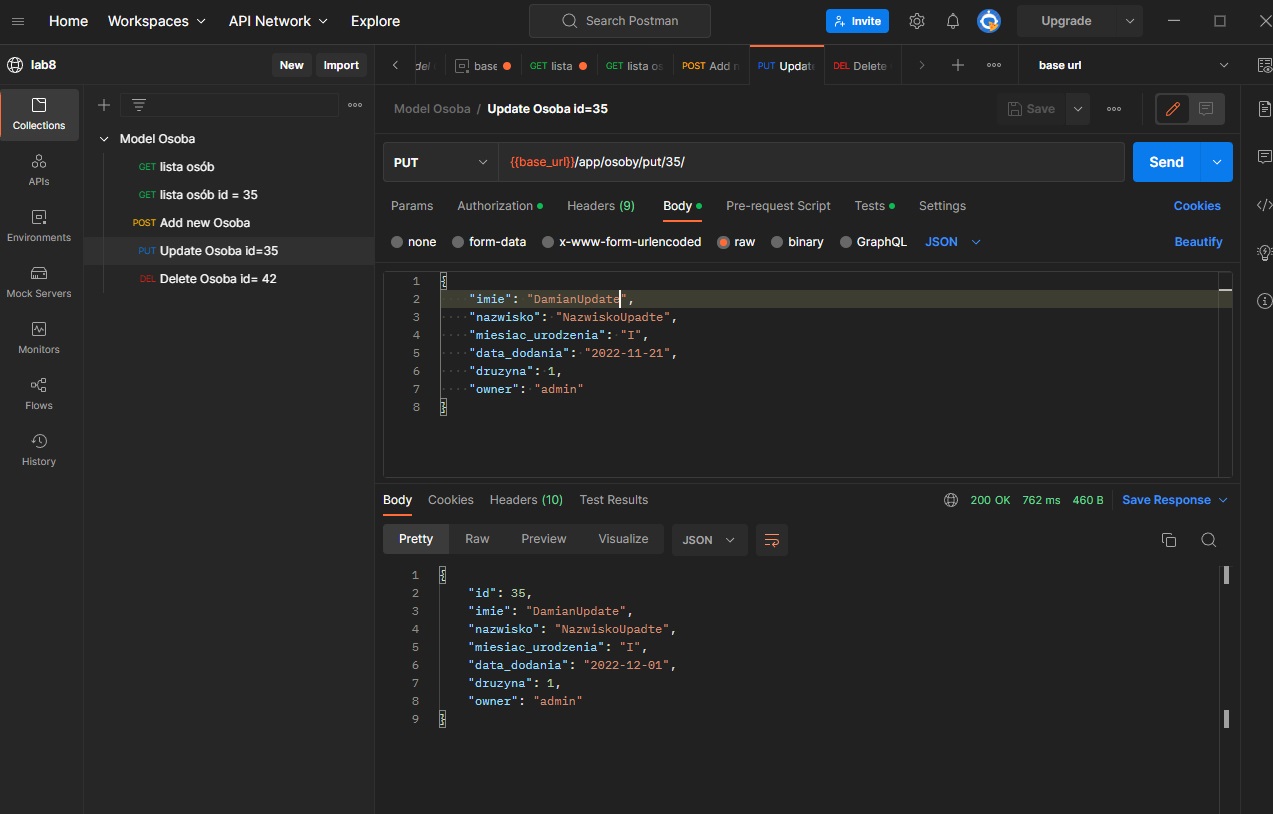 Home Workspaces API Network Explore Search Postman Invite Upgrade
lab8 New Import base GET lista GET lista os POST Add n PUT Updat DEL Delete base url
Collections
APIs
Environments
Mock Servers
Monitors
Flows
History
Model Osoba
GET lista osób
GET lista osób id = 35
POST Add new Osoba
PUT Update Osoba id=35
DEL Delete Osoba id= 42
Model Osoba / Update Osoba id=35 Save
PUT {{base_url}}/app/osoby/put/35/ Send
Params Authorization Headers (9) Body Pre-request Script Tests Settings Cookies
none form-data x-www-form-urlencoded raw binary GraphQL JSON Beautify
1 {
2 "imie": "DamianUpdate",
3 "nazwisko": "NazwiskoUpadte",
4 "miesiac_urodzenia": "I",
5 "data_dodania": "2022-11-21",
6 "druzyna": 1,
7 "owner": "admin"
8 }
Body Cookies Headers (10) Test Results 200 OK 762 ms 460 B Save Response
Pretty Raw Preview Visualize JSON
1 {
2 "id": 35,
3 "imie": "DamianUpdate",
4 "nazwisko": "NazwiskoUpadte",
5 "miesiac_urodzenia": "I",
6 "data_dodania": "2022-12-01",
7 "druzyna": 1,
8 "owner": "admin"
9 }